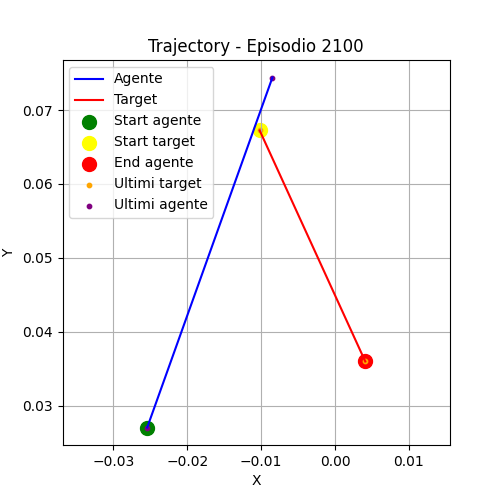 Trajectory - Episodio 2100
Agente
Target
Start agente
Start target
End agente
Ultimi target
Ultimi agente
0.07
0.06
0.05
0.04
0.03
Y
−0.03
−0.02
−0.01
0.00
0.01
X